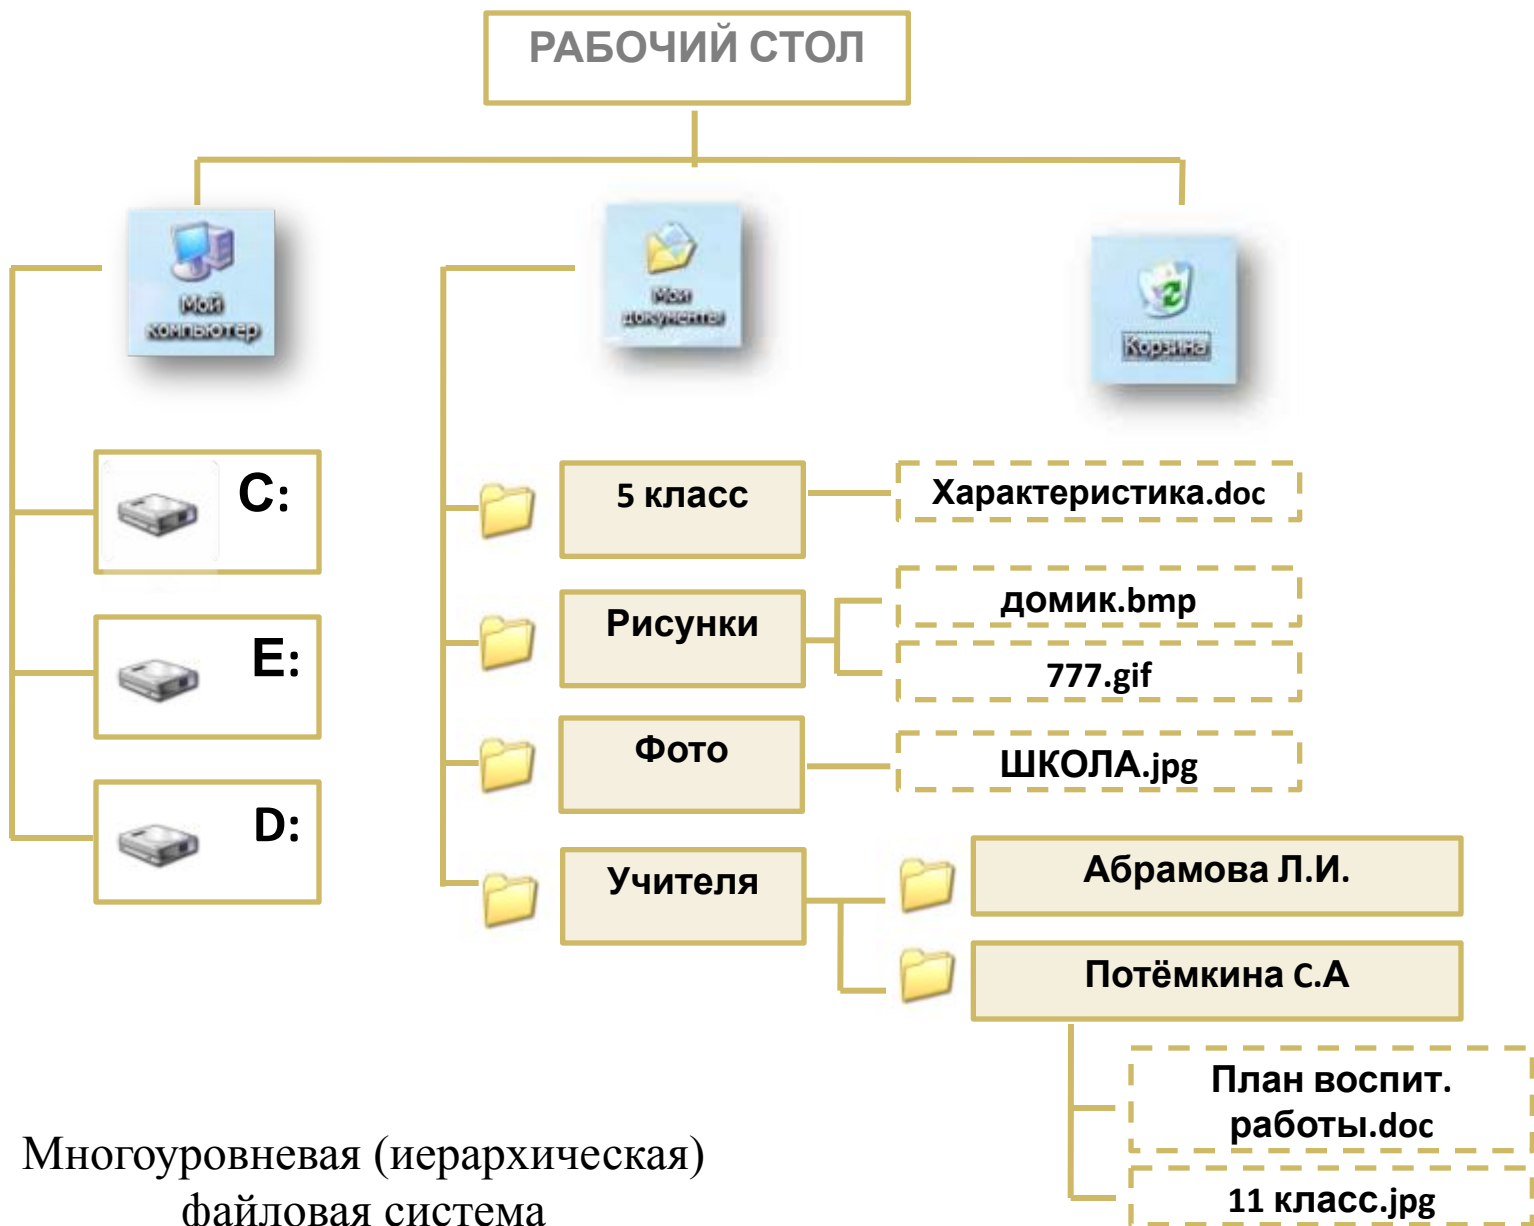 РАБОЧИЙ СТОЛ
Мой
компьютер
Мои
документы
Корзина
C:
E:
D:
5 класс
Характеристика.doc
Рисунки
домик.bmp
777.gif
Фото
ШКОЛА.jpg
Учителя
Абрамова Л.И.
Потёмкина С.А
План воспит.
работы.doc
11 класс.jpg
Многоуровневая (иерархическая)
файловая система